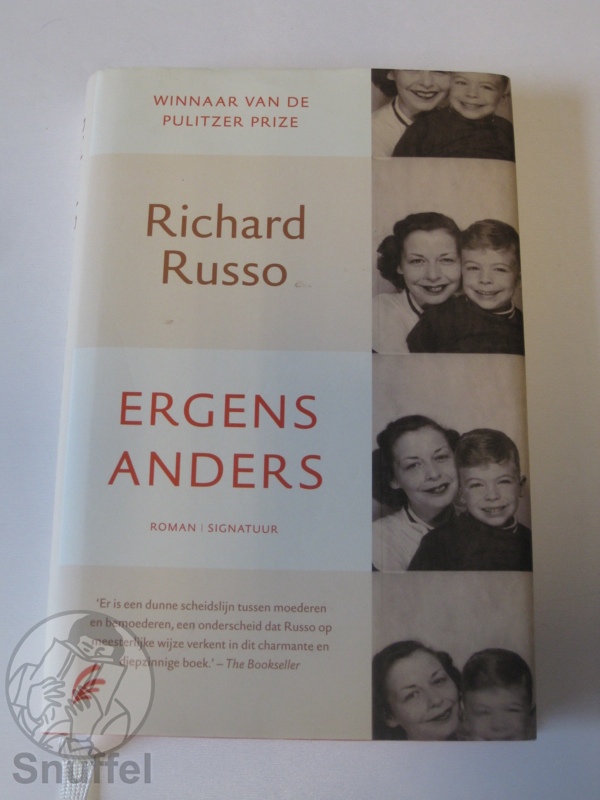 WINNAAR VAN DE
PULITZER PRIZE
Richard
Russo
ERGENS
ANDERS
ROMAN | SIGNATUUR
'Er is een dunne scheidslijn tussen moederen
en bemoederen, een onderscheid dat Russo op
meesterlijke wijze verkent in dit charmante en
diepzinnige boek.' – The Bookseller
Snuffel